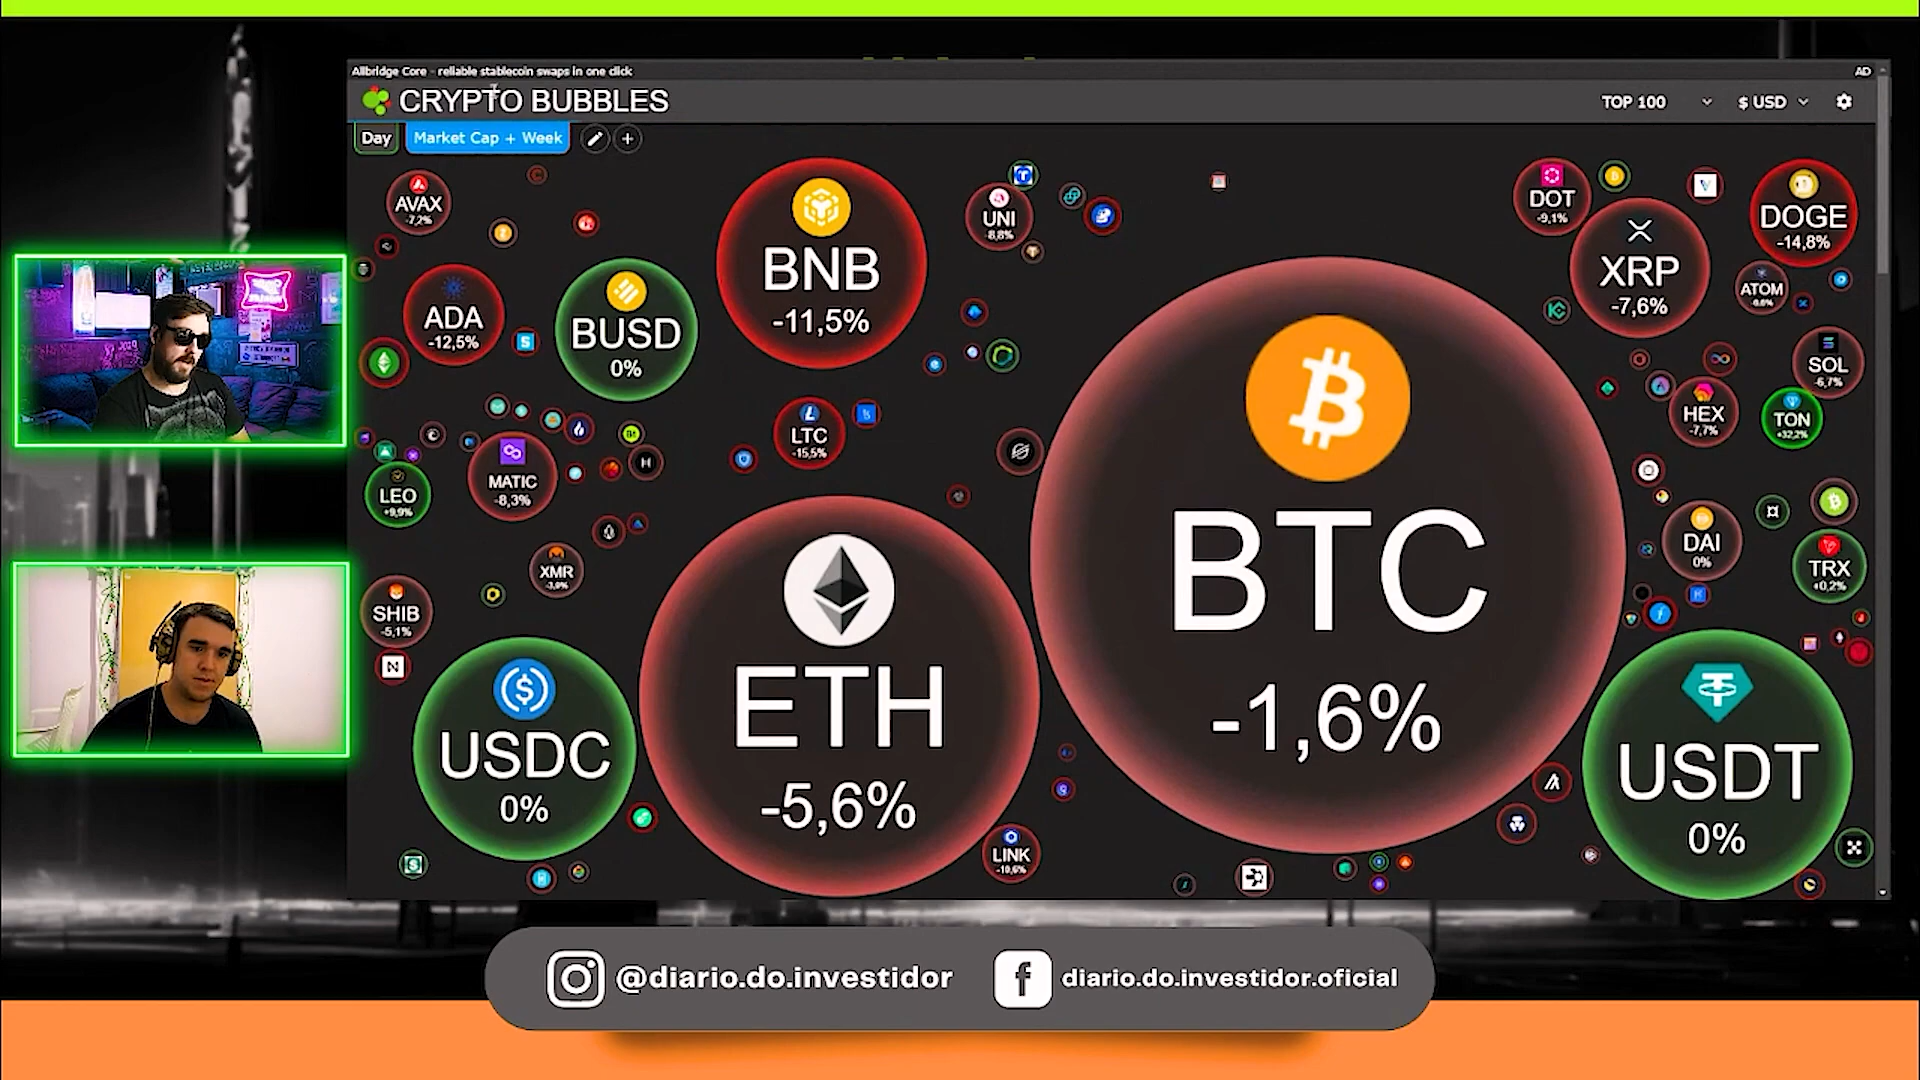 Allbridge Core - reliable stablecoin swaps in one click
AD
CRYPTO BUBBLES
TOP 100
$ USD
Day
Market Cap + Week
AVAX
-7,2%
BNB
-11,5%
UNI
-8,8%
DOT
-9,1%
XRP
-7,6%
DOGE
-14,8%
ATOM
ADA
-12,5%
BUSD
0%
SOL
-6,7%
HEX
-7,7%
TON
+32,2%
LTC
-15,5%
MATIC
-8,3%
LEO
+9,9%
BTC
-1,6%
DAI
0%
TRX
+0,2%
XMR
SHIB
-5,1%
ETH
-5,6%
USDC
0%
USDT
0%
LINK
-10,6%
@diario.do.investidor
diario.do.investidor.oficial